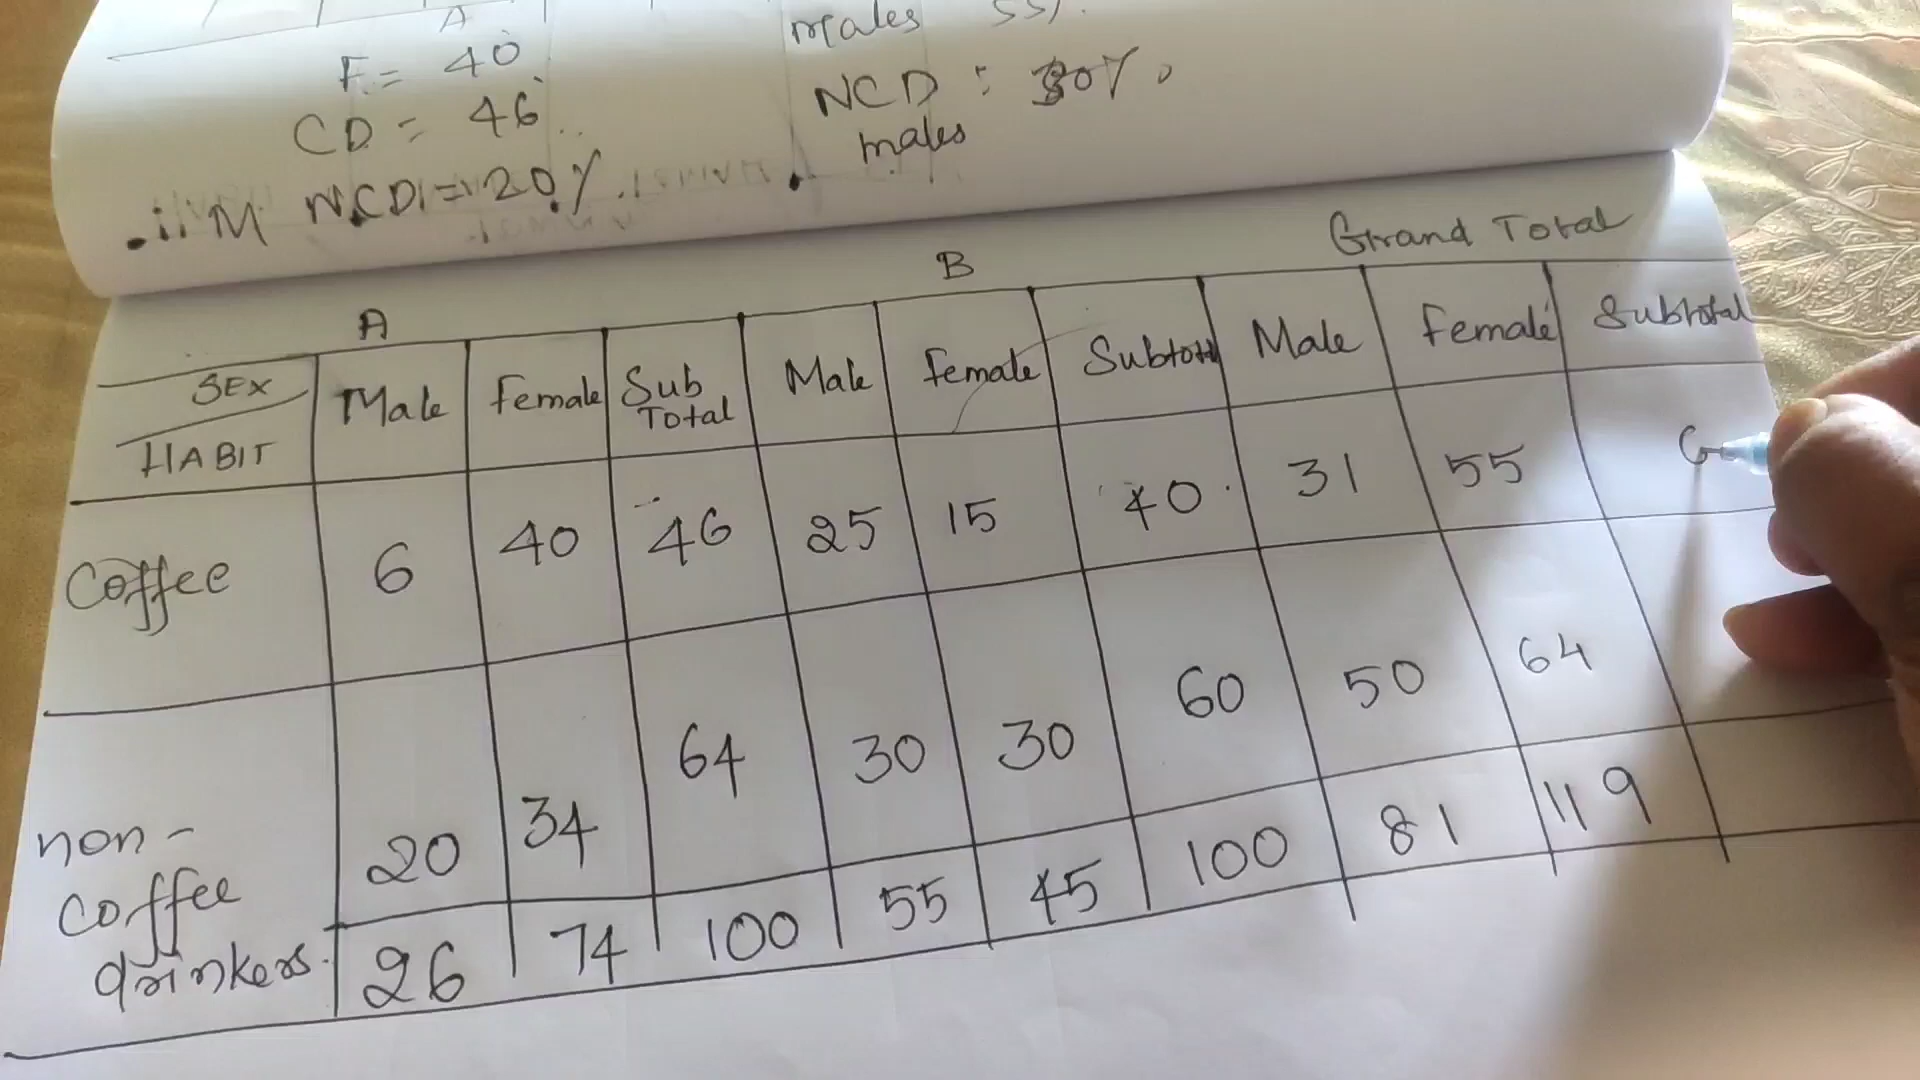 A
F = 40 males 55%.
CD = 46 NCD : 30%.
males
∴ M NCD = 20%.
Grand Total
A B
SEX Male Female Sub Total Male Female Subtotl Male Female Subtotal
HABIT
Coffee 6 40 46 25 15 40 31 55
non- coffee drinkers. 20 34 64 30 30 60 50 64
26 74 100 55 45 100 81 119